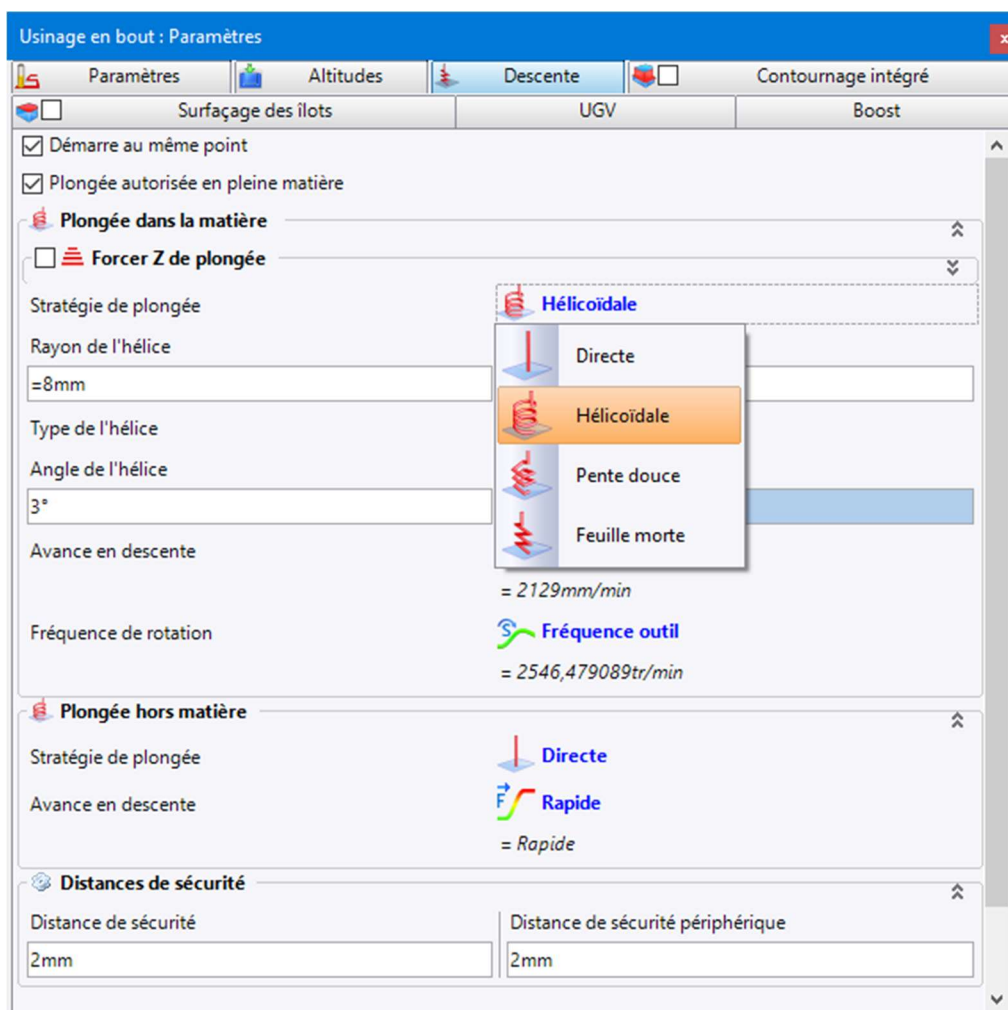 Usinage en bout : Paramètres
x
Paramètres Altitudes Descente Contournage intégré
Surfaçage des îlots UGV Boost
Démarre au même point
Plongée autorisée en pleine matière
Plongée dans la matière
Forcer Z de plongée
Stratégie de plongée Hélicoïdale
Directe
Hélicoïdale
Pente douce
Feuille morte
Rayon de l'hélice
=8mm
Type de l'hélice
Angle de l'hélice
3°
Avance en descente
= 2129mm/min
Fréquence de rotation Fréquence outil
= 2546,479089tr/min
Plongée hors matière
Stratégie de plongée Directe
Avance en descente Rapide
= Rapide
Distances de sécurité
Distance de sécurité Distance de sécurité périphérique
2mm 2mm